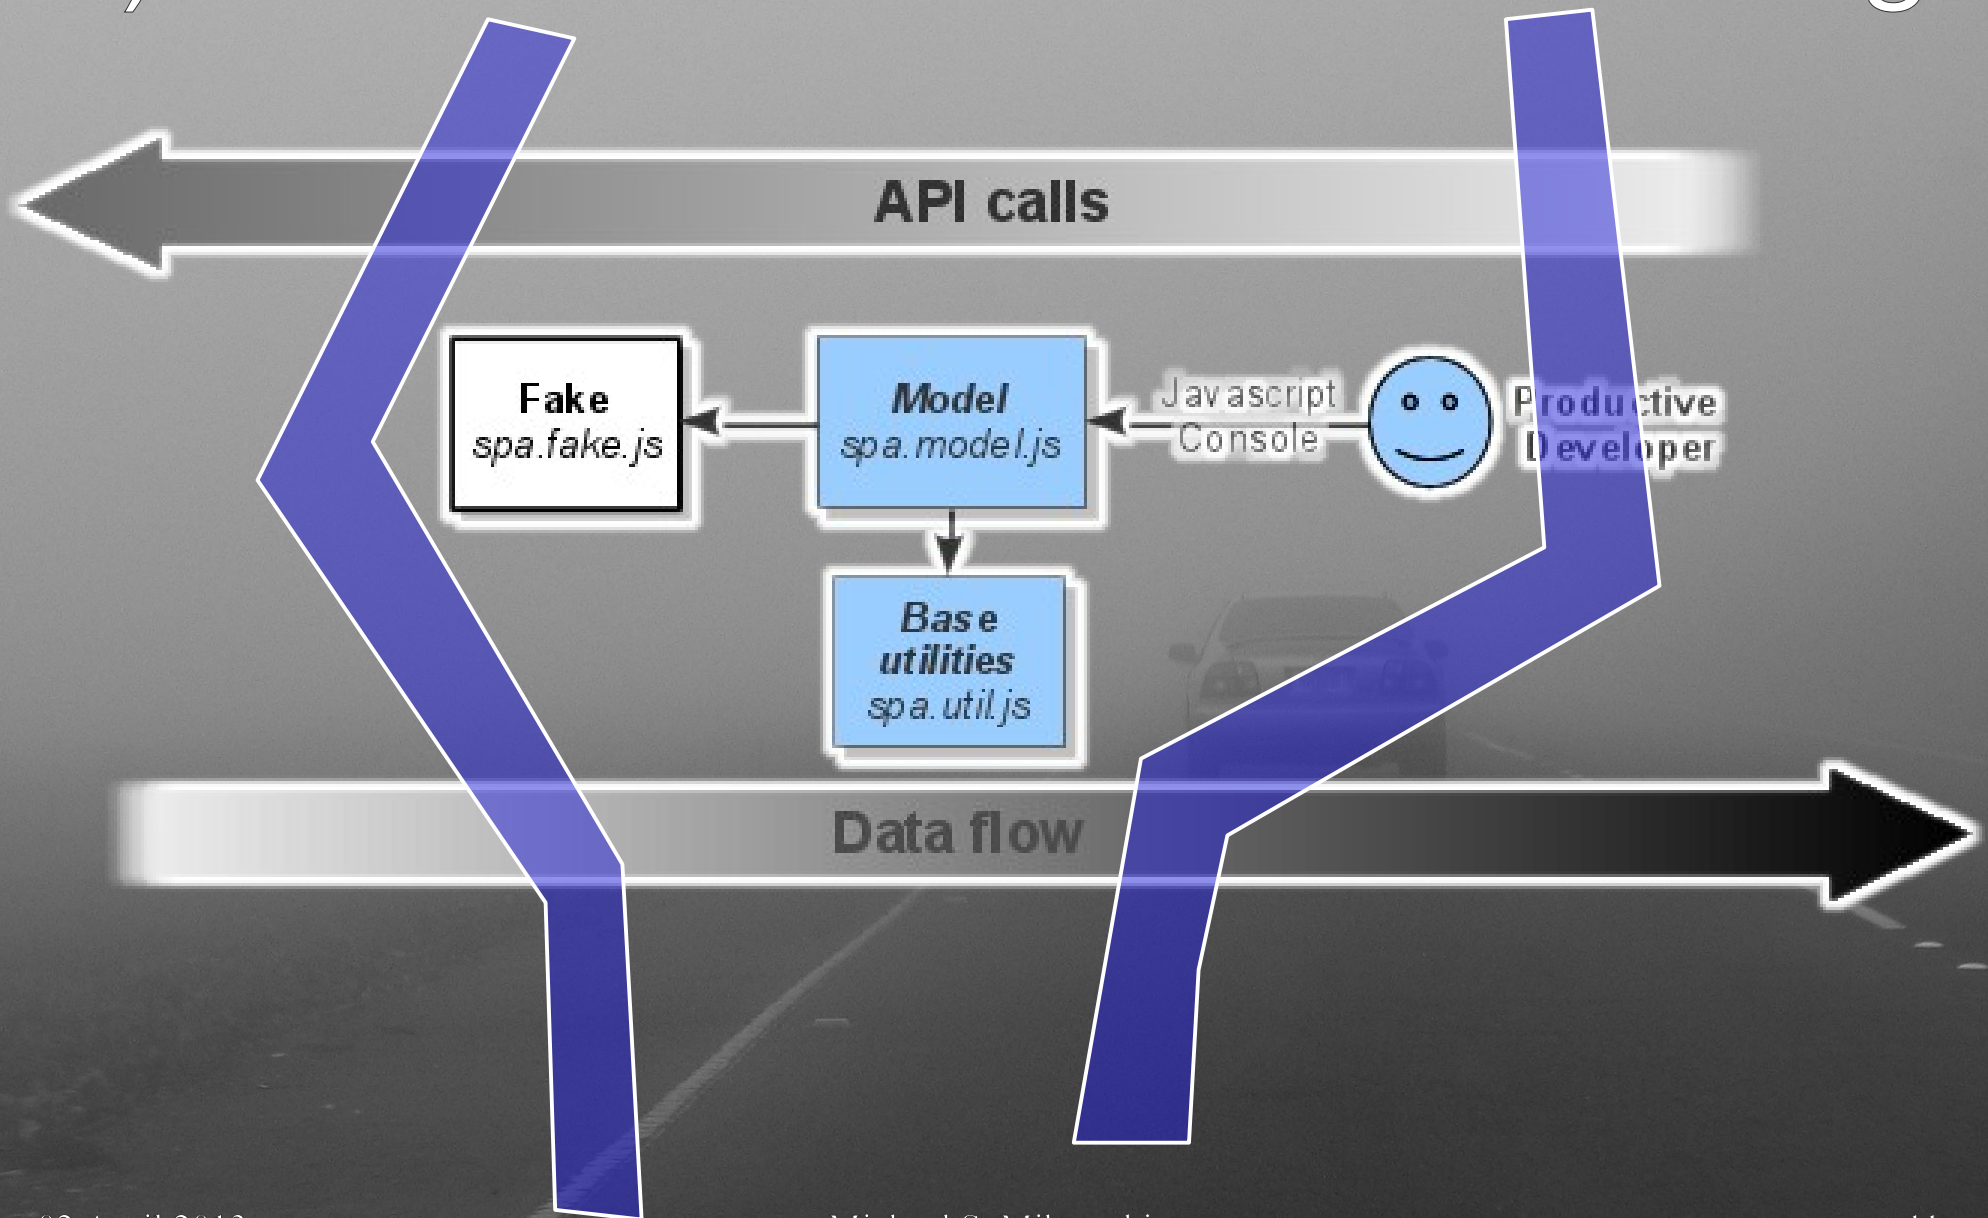 API calls
Fake
spa.fake.js
Model
spa.model.js
Javascript
Console
Productive
Developer
Base
utilities
spa.util.js
Data flow